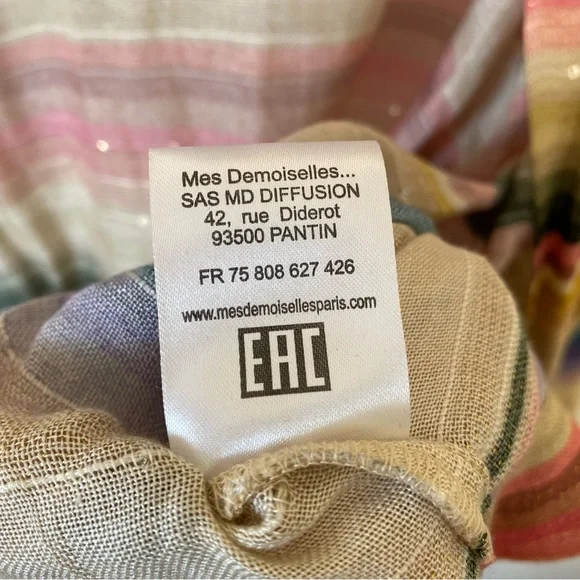 Mes Demoiselles...
SAS MD DIFFUSION
42, rue Diderot
93500 PANTIN
FR 75 808 627 426
www.mesdemoisellesparis.com
EAC